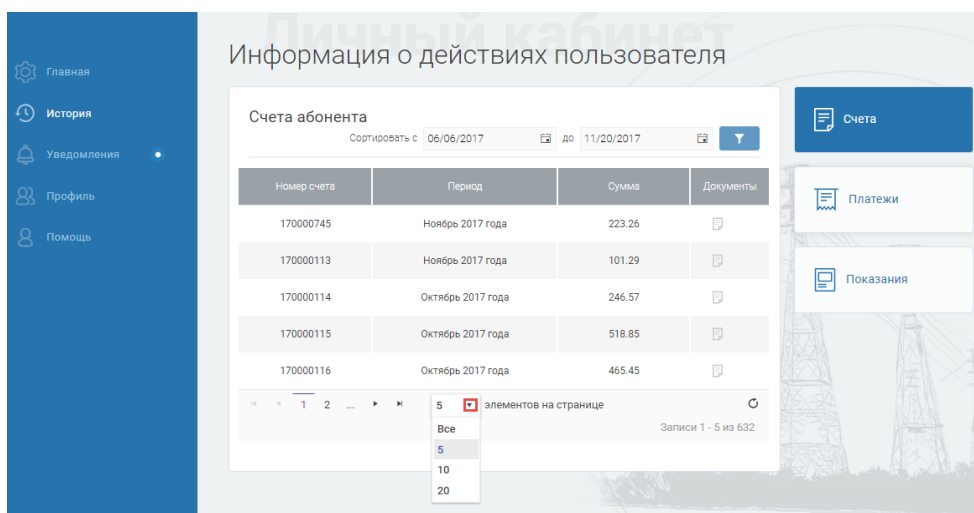 Личный кабинет
Информация о действиях пользователя
Главная
История
Уведомления
Профиль
Помощь
Счета абонента
Сортировать с 06/06/2017 до 11/20/2017
Номер счета Период Сумма Документы
170000745 Ноябрь 2017 года 223.26
170000113 Ноябрь 2017 года 101.29
170000114 Октябрь 2017 года 246.57
170000115 Октябрь 2017 года 518.85
170000116 Октябрь 2017 года 465.45
1 2 ... 5 элементов на странице
Записи 1 - 5 из 632
Все
5
10
20
Счета
Платежи
Показания